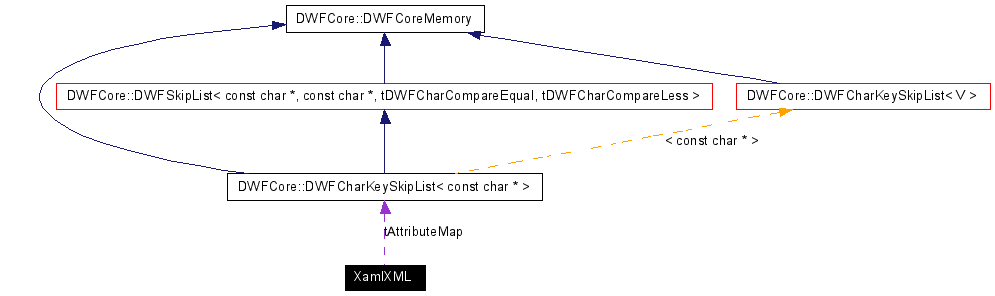 DWFCore::DWFCoreMemory
DWFCore::DWFSkipList< const char *, const char *, tDWFCharCompareEqual, tDWFCharCompareLess >
DWFCore::DWFCharKeySkipList< V >
< const char * >
DWFCore::DWFCharKeySkipList< const char * >
tAttributeMap
XamlXML